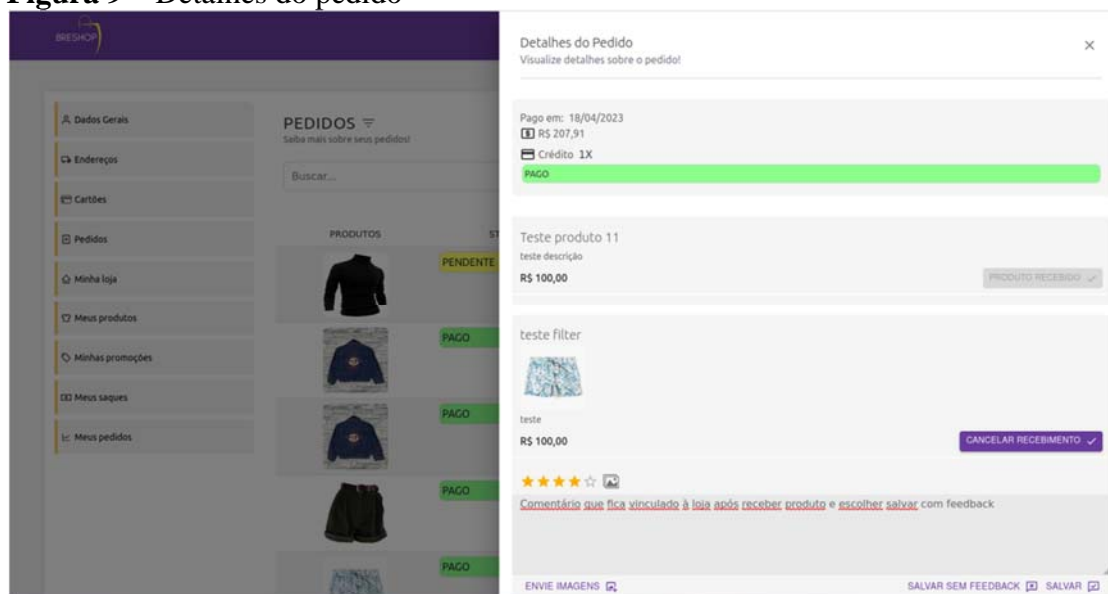 Figura 9 – Detalhes do pedido
BRESHOP
Dados Gerais
Endereços
Cartões
Pedidos
Minha loja
Meus produtos
Minhas promoções
Meus saques
Meus pedidos
PEDIDOS
Saiba mais sobre seus pedidos!
Buscar...
PRODUTOS ST
PENDENTE
PAGO
PAGO
PAGO
PAGO
Detalhes do Pedido
Visualize detalhes sobre o pedido!
Pago em: 18/04/2023
R$ 207,91
Crédito 1X
PAGO
Teste produto 11
teste descrição
R$ 100,00
PRODUTO RECEBIDO
teste filter
teste
R$ 100,00
CANCELAR RECEBIMENTO
Comentário que fica vinculado à loja após receber produto e escolher salvar com feedback
ENVIE IMAGENS
SALVAR SEM FEEDBACK SALVAR